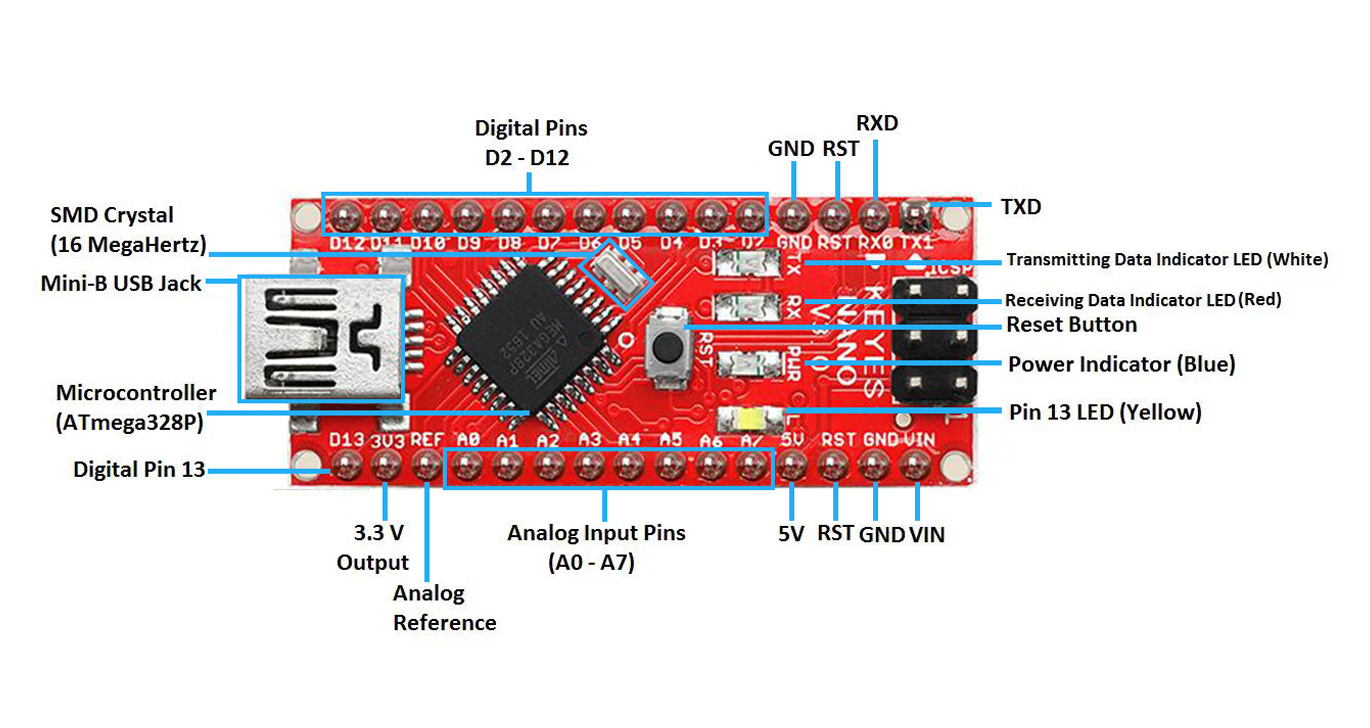 RXD
Digital Pins
D2 - D12
GND RST
SMD Crystal
(16 MegaHertz)
TXD
D12 D11 D10 D9 D8 D7 D6 D5 D4 D3 D2 GND RST RX0 TX1
Transmitting Data Indicator LED (White)
TX
ICSP
Mini-B USB Jack
Receiving Data Indicator LED (Red)
RX
Reset Button
RST
KEYES
NANO
MEGA328P
AU 1632
ATMEL
Power Indicator (Blue)
PWR
Microcontroller
(ATmega328P)
Pin 13 LED (Yellow)
L
D13 3V3 REF A0 A1 A2 A3 A4 A5 A6 A7 5V RST GND VIN
Digital Pin 13
3.3 V
Output
Analog Input Pins
(A0 - A7)
5V RST GND VIN
Analog
Reference